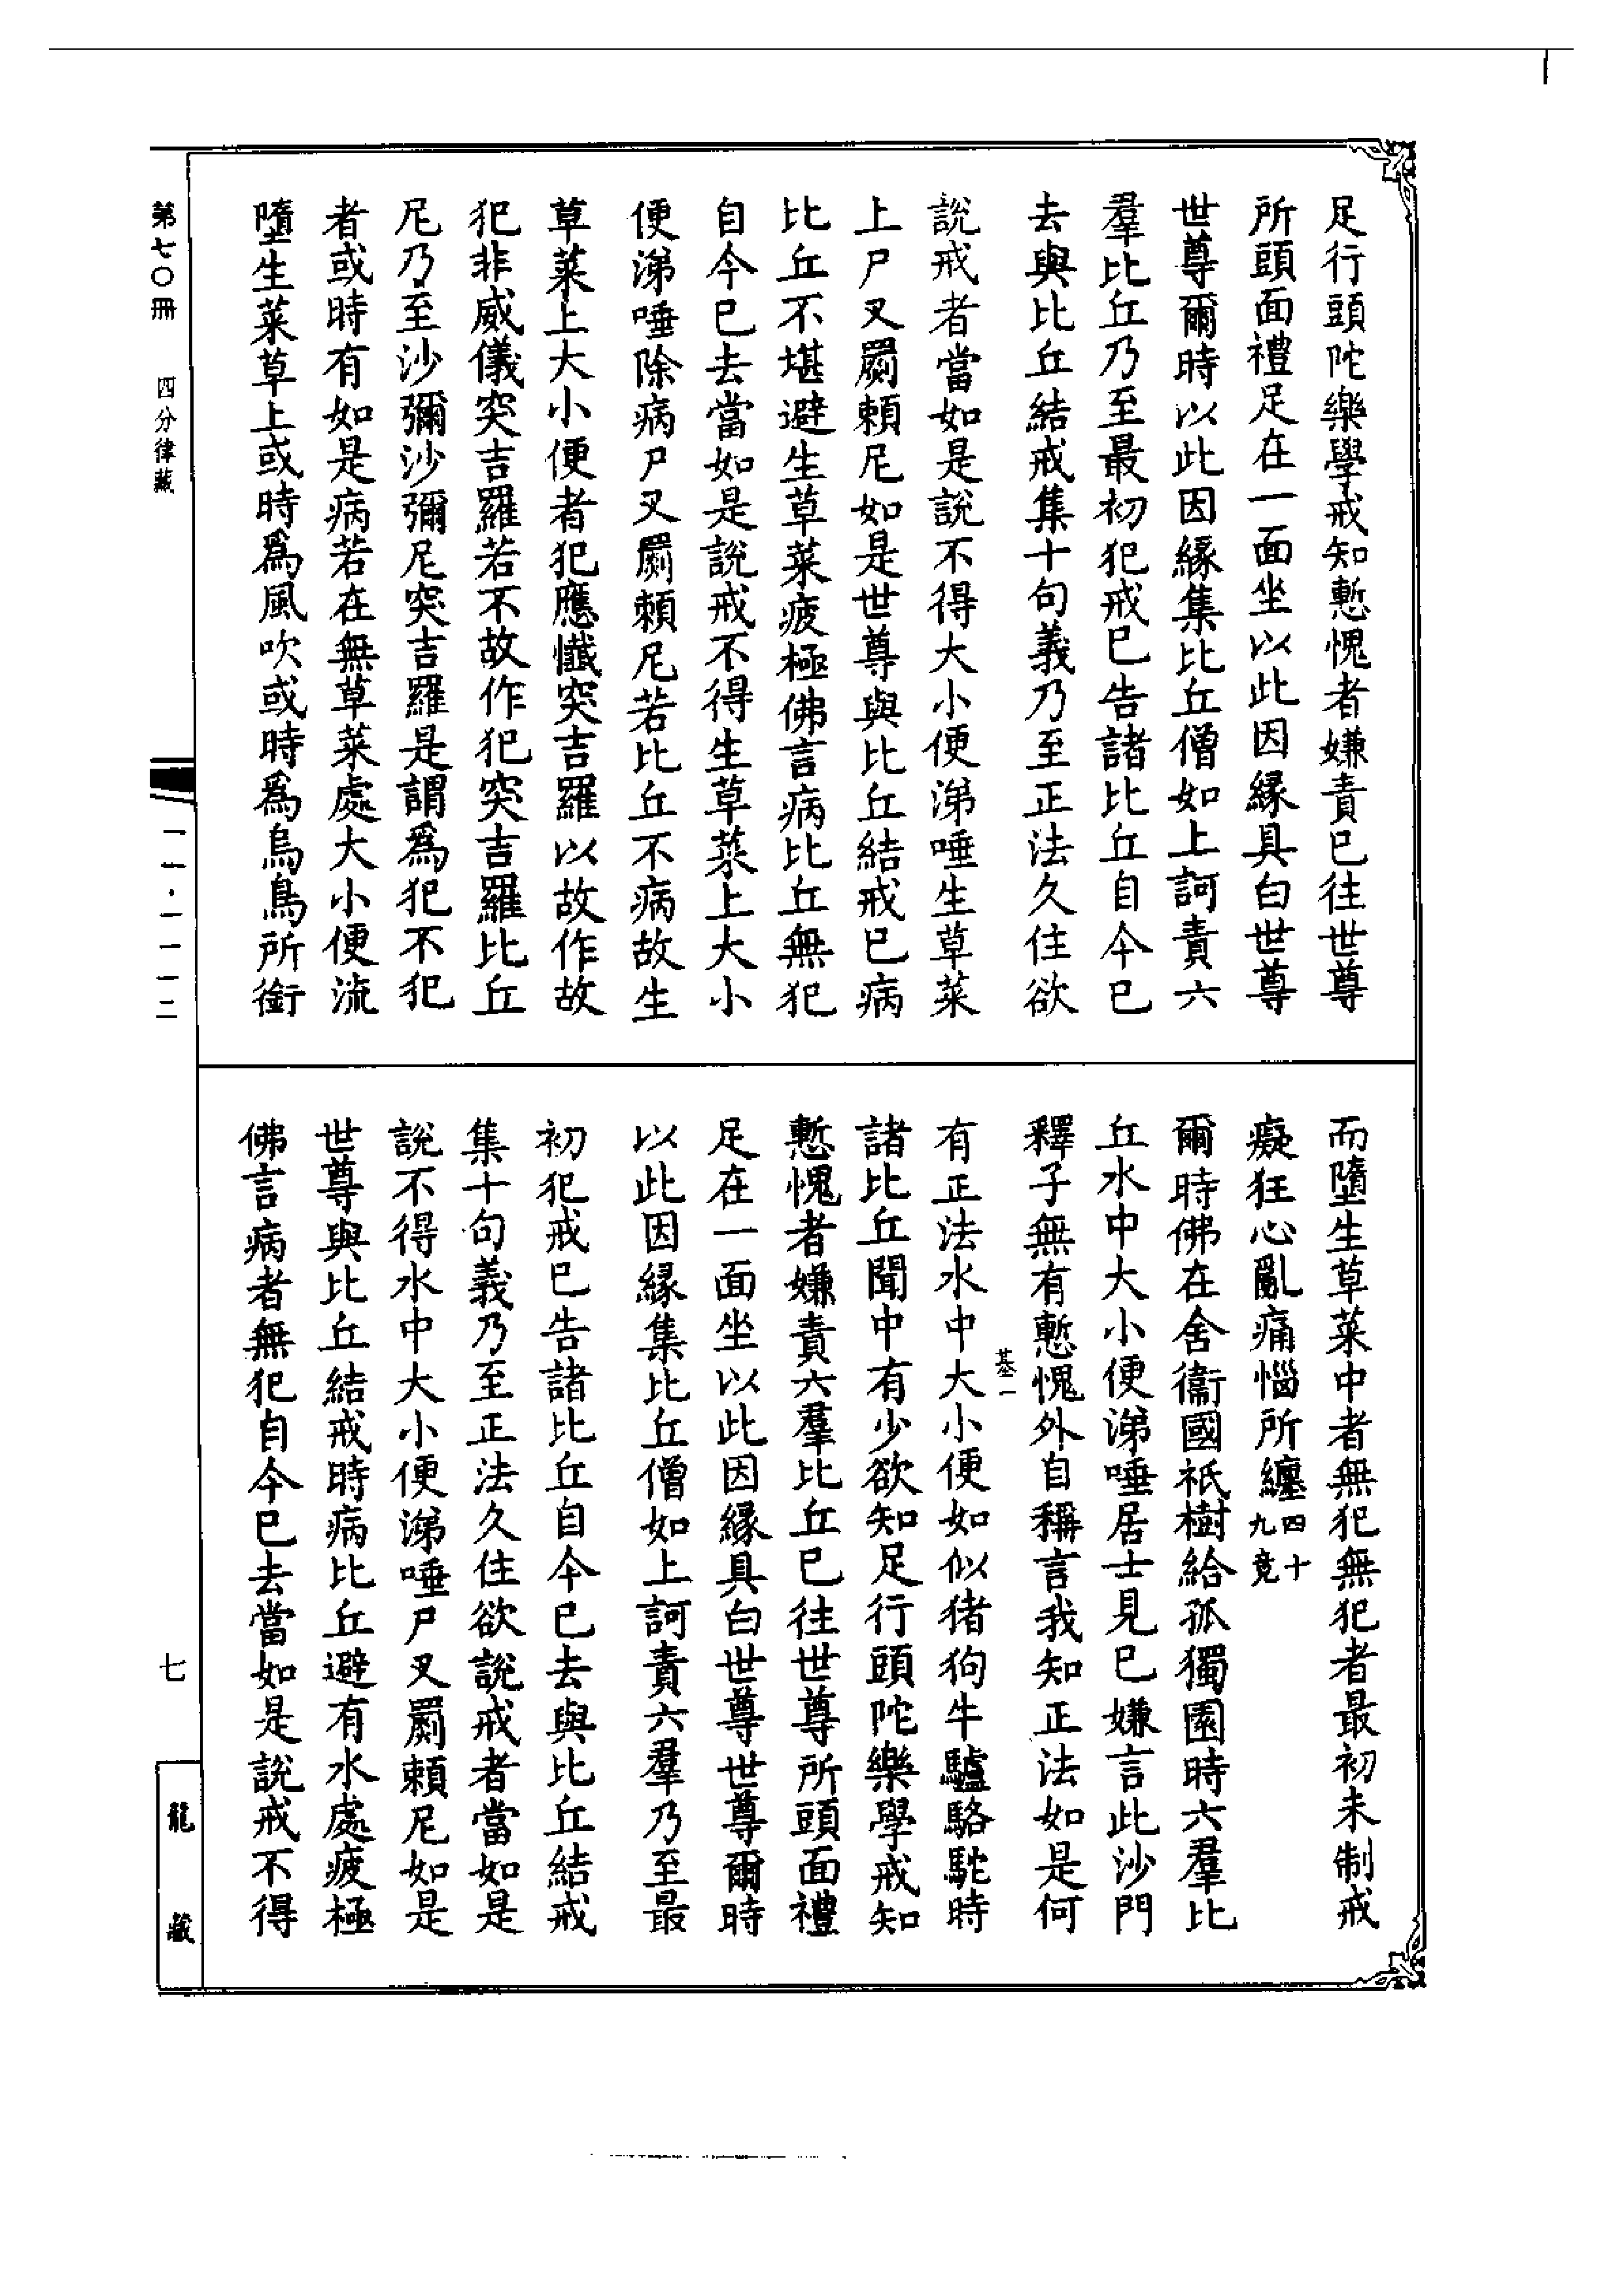 足行頭陀樂學戒知慙愧者嫌責已往世尊
所頭面禮足在一面坐以此因緣具白世尊
世尊爾時以此因緣集比丘僧如上訶責六
羣比丘乃至最初犯戒已告諸比丘自今已
去與比丘結戒集十句義乃至正法久住欲
說戒者當如是說不得大小便涕唾生草菜
上尸叉罽賴尼如是世尊與比丘結戒已病
比丘不堪避生草菜疲極佛言病比丘無犯
自今已去當如是說戒不得生草菜上大小
便涕唾除病尸叉罽賴尼若比丘不病故生
草菜上大小便者犯應懺突吉羅以故作故
犯非威儀突吉羅若不故作犯突吉羅比丘
尼乃至沙彌沙彌尼突吉羅是謂爲犯不犯
者或時有如是病若在無草菜處大小便流
墮生菜草上或時爲風吹或時爲鳥鳥所銜
而墮生草菜中者無犯無犯者最初未制戒
癡狂心亂痛惱所纏四十九竟
爾時佛在舍衞國祇樹給孤獨園時六羣比
丘水中大小便涕唾居士見已嫌言此沙門
釋子無有慙愧外自稱言我知正法如是何
有正法水中大小便如似猪狗牛驢駱駝時
諸比丘聞中有少欲知足行頭陀樂學戒知
慙愧者嫌責六羣比丘已往世尊所頭面禮
足在一面坐以此因緣具白世尊世尊爾時
以此因緣集比丘僧如上訶責六羣乃至最
初犯戒已告諸比丘自今已去與比丘結戒
集十句義乃至正法久住欲說戒者當如是
說不得水中大小便涕唾尸叉罽賴尼如是
世尊與比丘結戒時病比丘避有水處疲極
佛言病者無犯自今已去當如是說戒不得
第七〇冊 四分律藏
一一·一一一二
七
龍藏